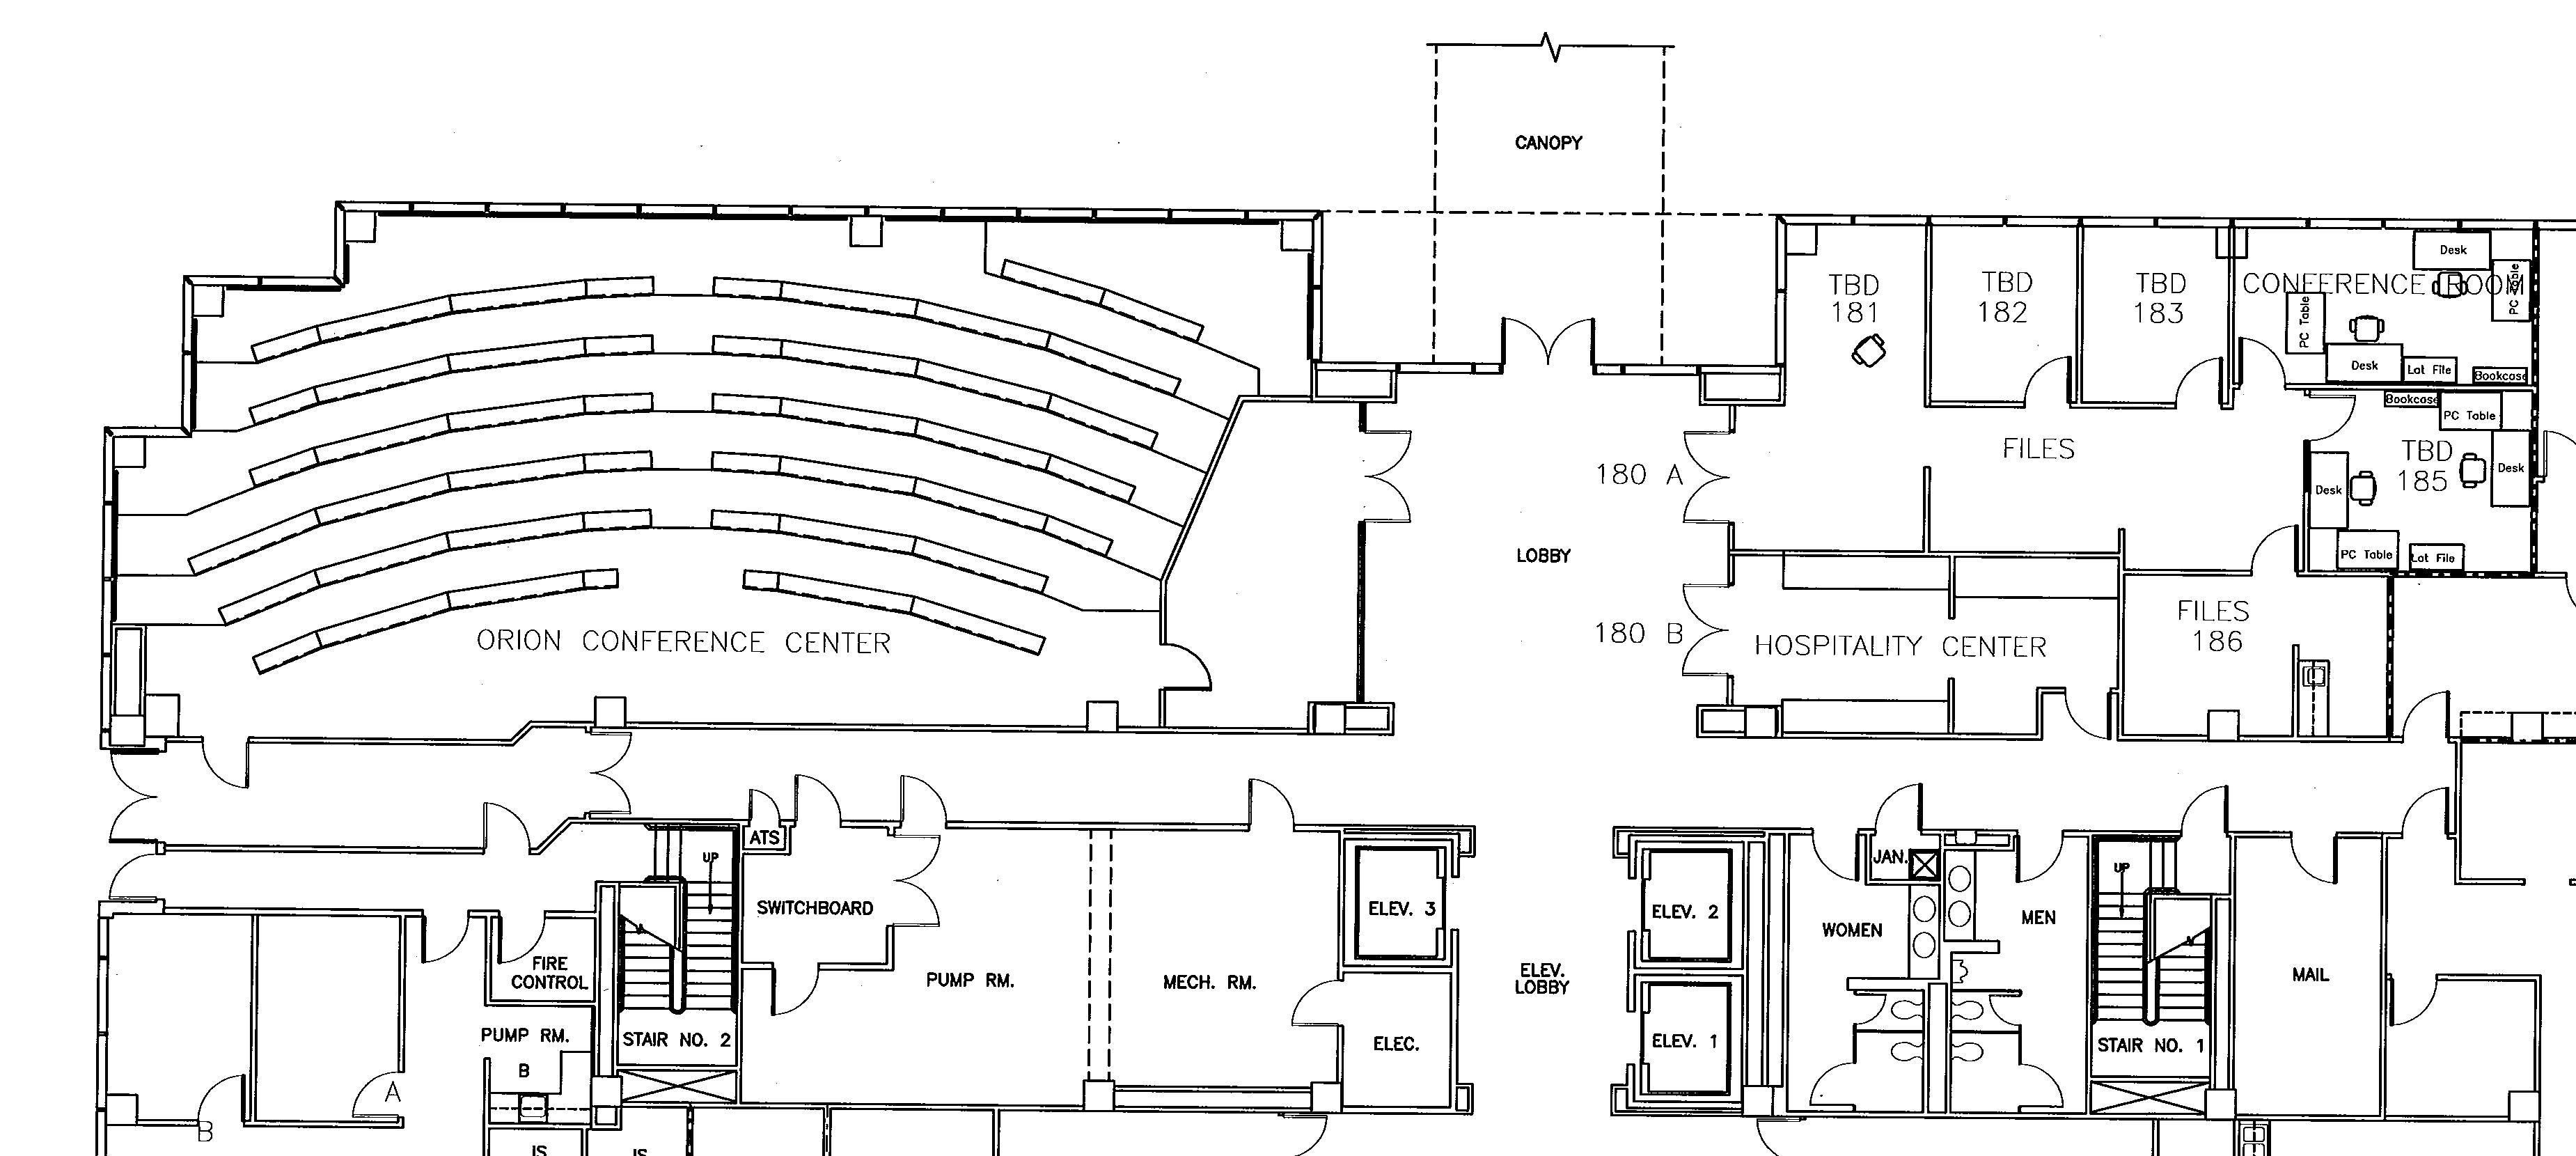 CANOPY
Desk
PC Table
CONFERENCE ROOM
TBD
181
TBD
182
TBD
183
PC Table
Desk
Lat File
Bookcase
Bookcase
PC Table
TBD
185
Desk
Desk
PC Table
Lat File
FILES
180 A
LOBBY
FILES
186
180 B
HOSPITALITY CENTER
ORION CONFERENCE CENTER
ATS
UP
JAN.
UP
SWITCHBOARD
ELEV. 3
ELEV. 2
WOMEN
MEN
FIRE
CONTROL
PUMP RM.
MECH. RM.
ELEV.
LOBBY
MAIL
PUMP RM.
B
STAIR NO. 2
ELEC.
ELEV. 1
STAIR NO. 1
A
B